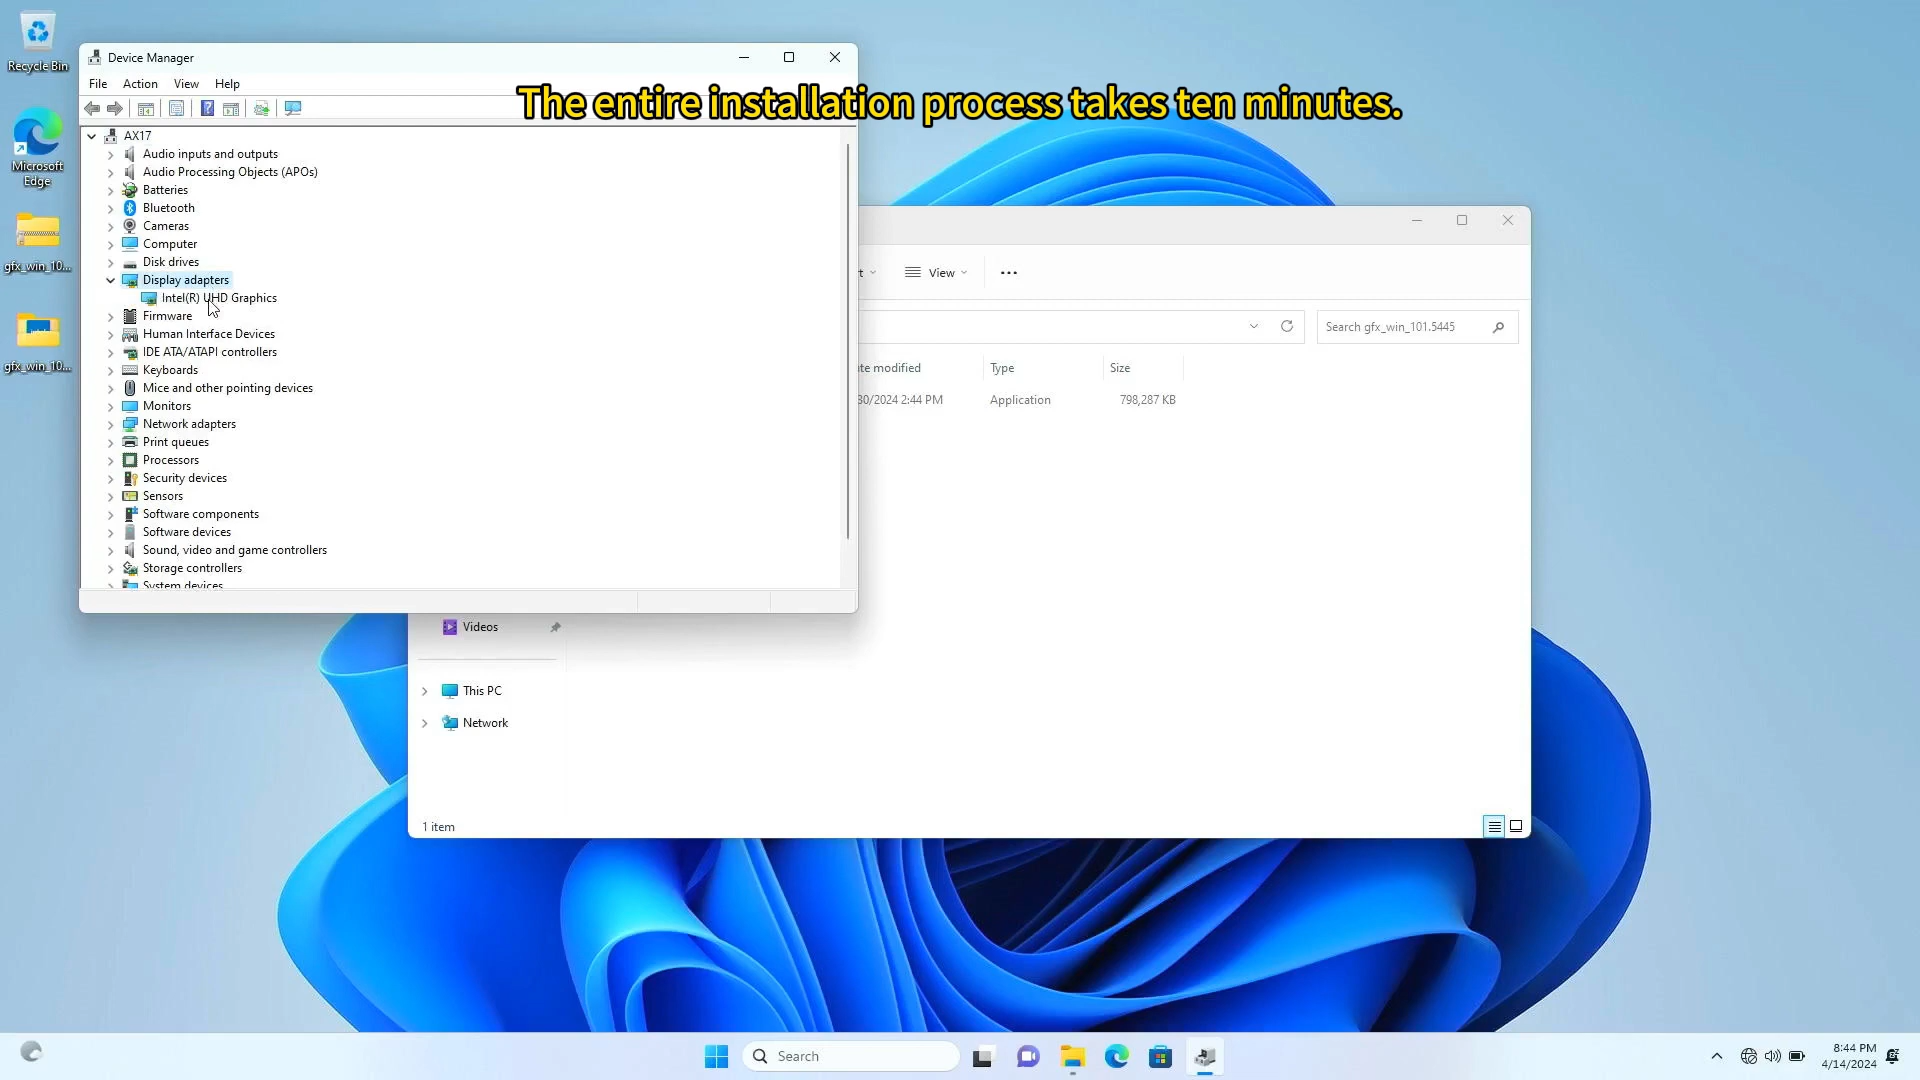 Recycle Bin
Microsoft
Edge
gfx_win_10...
gfx_win_10...
Device Manager
File Action View Help
The entire installation process takes ten minutes.
AX17
Audio inputs and outputs
Audio Processing Objects (APOs)
Batteries
Bluetooth
Cameras
Computer
Disk drives
Display adapters
Intel(R) UHD Graphics
Firmware
Human Interface Devices
IDE ATA/ATAPI controllers
Keyboards
Mice and other pointing devices
Monitors
Network adapters
Print queues
Processors
Security devices
Sensors
Software components
Software devices
Sound, video and game controllers
Storage controllers
System devices
View
Search gfx_win_101.5445
modified Type Size
30/2024 2:44 PM Application 798,287 KB
Videos
This PC
Network
1 item
Search
8:44 PM
4/14/2024